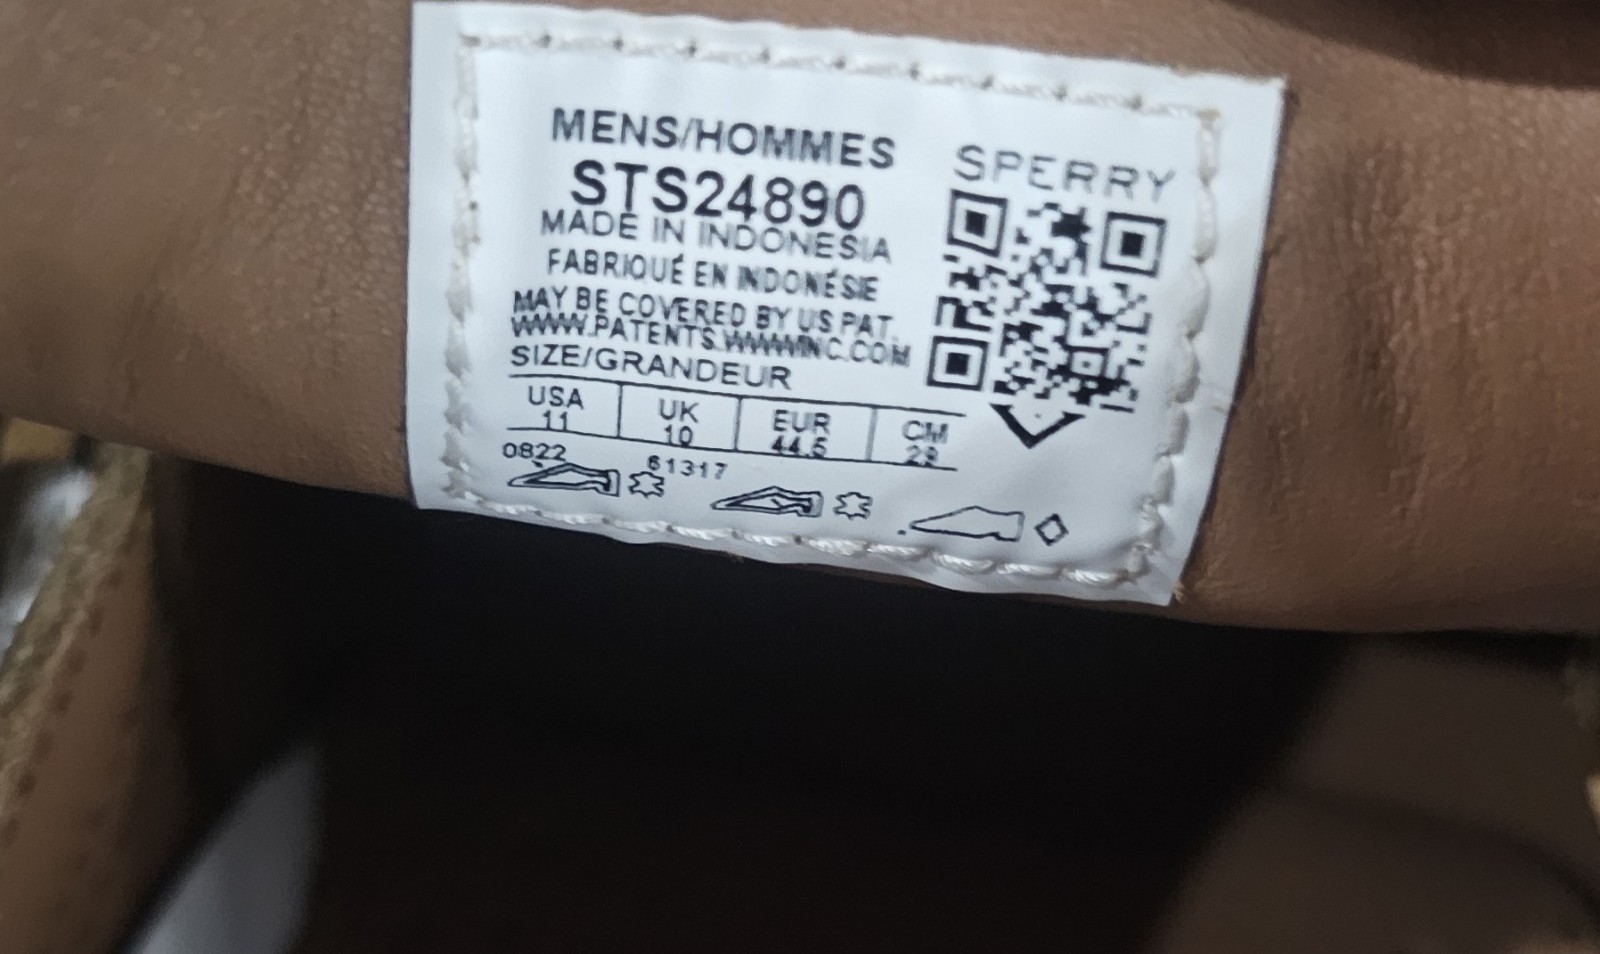 MENS/HOMMES
STS24890
MADE IN INDONESIA
FABRIQUÉ EN INDONÉSIE
MAY BE COVERED BY US PAT.
WWW.PATENTS.WWWINC.COM
SIZE/GRANDEUR
USA UK EUR CM
11 10 44.5 29
0822 61317
SPERRY